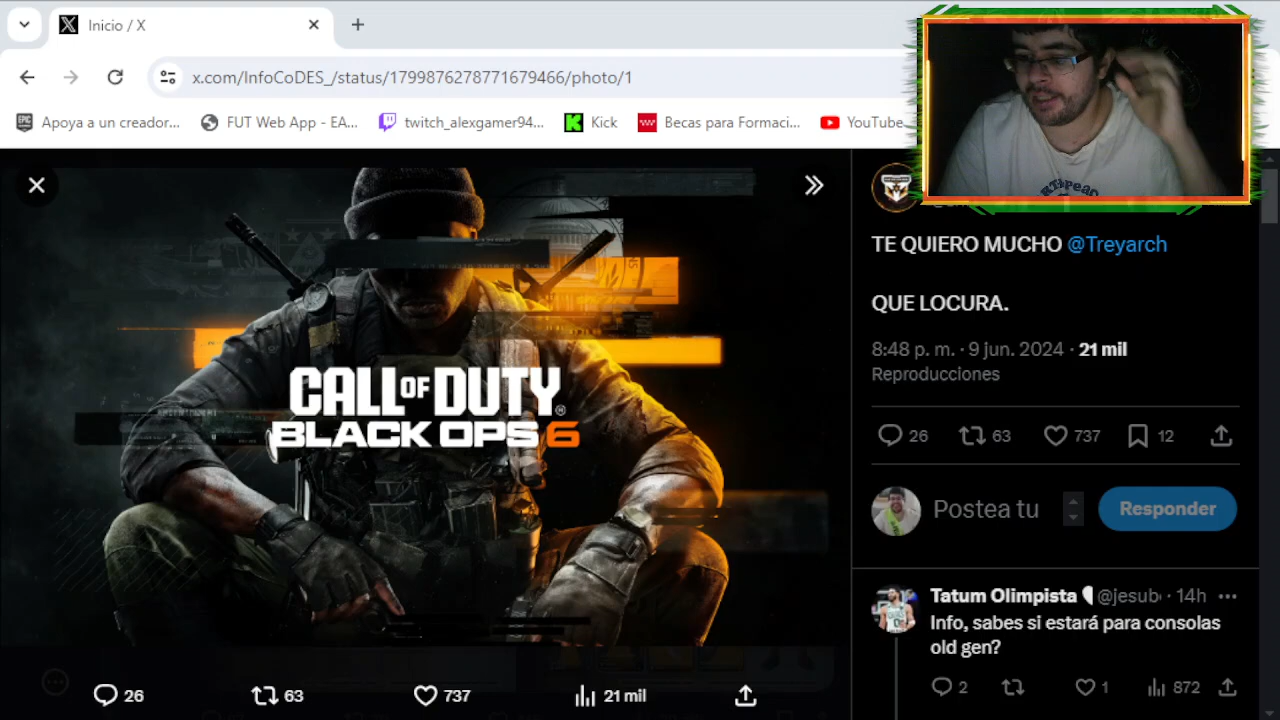 Inicio / X
x.com/InfoCoDES_/status/1799876278771679466/photo/1
Apoya a un creador... FUT Web App - EA... twitch_alexgamer94... Kick Becas para Formaci... YouTube
CALL OF DUTY®
BLACK OPS 6
26 63 737 21 mil
TE QUIERO MUCHO @Treyarch
QUE LOCURA.
8:48 p. m. · 9 jun. 2024 · 21 mil
Reproducciones
26 63 737 12
Postea tu Responder
Tatum Olimpista @jesub · 14h
Info, sabes si estará para consolas
old gen?
2 1 872